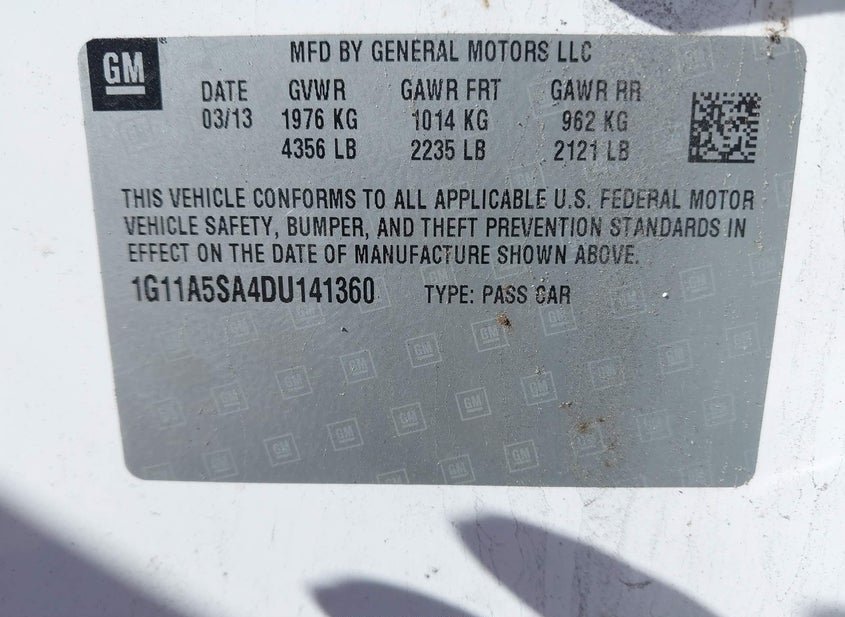 GM
MFD BY GENERAL MOTORS LLC
DATE GVWR GAWR FRT GAWR RR
03/13 1976 KG 1014 KG 962 KG
4356 LB 2235 LB 2121 LB
THIS VEHICLE CONFORMS TO ALL APPLICABLE U.S. FEDERAL MOTOR
VEHICLE SAFETY, BUMPER, AND THEFT PREVENTION STANDARDS IN
EFFECT ON THE DATE OF MANUFACTURE SHOWN ABOVE.
1G11A5SA4DU141360 TYPE: PASS CAR